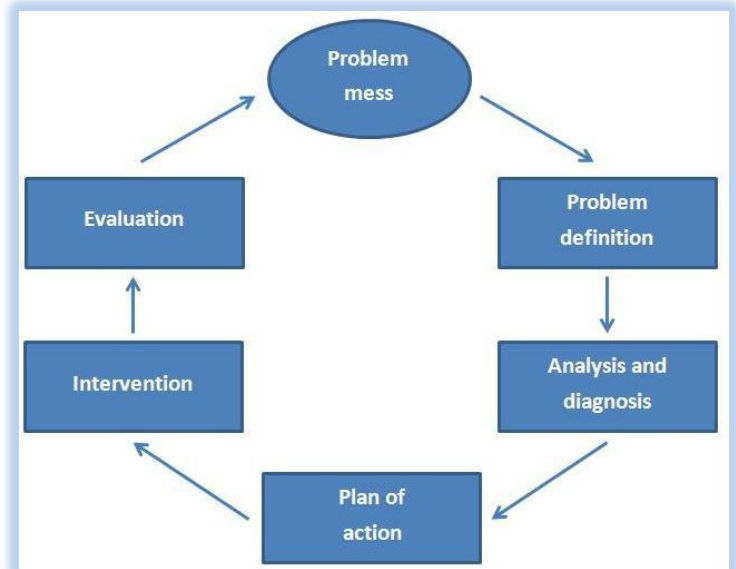 Problem
mess
Problem
definition
Analysis and
diagnosis
Plan of
action
Intervention
Evaluation